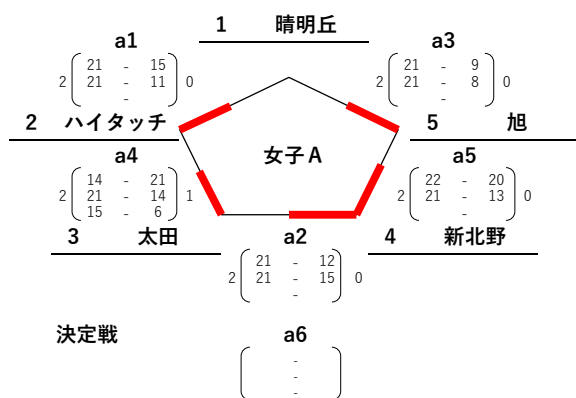 1 晴明丘
a1 a3
21 - 15
2 21 - 11 0
-
21 - 9
2 21 - 8 0
-
2 ハイタッチ
5 旭
女子A
a4 a5
14 - 21
2 21 - 14 1
15 - 6
22 - 20
2 21 - 13 0
-
3 太田
a2
4 新北野
21 - 12
2 21 - 15 0
-
決定戦
a6
-
-
-